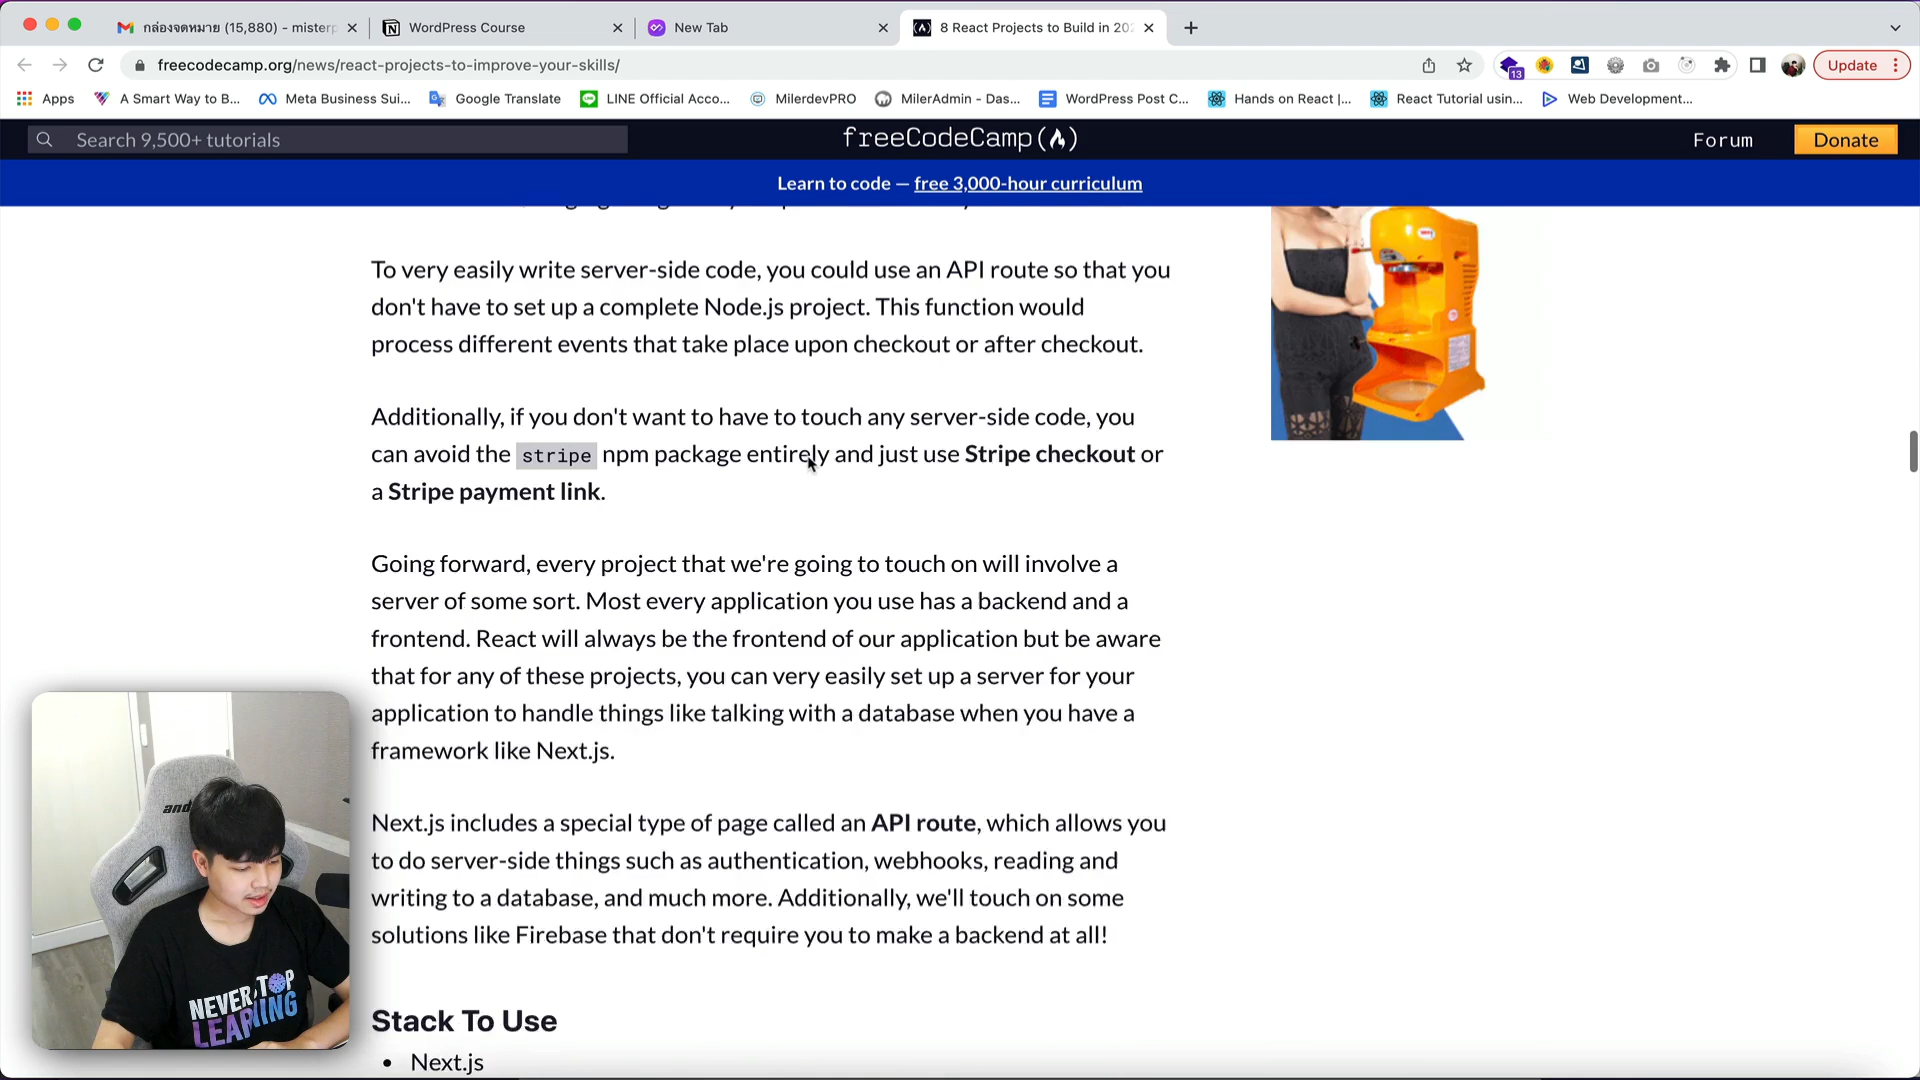 กล่องจดหมาย (15,880) - misterp
WordPress Course
New Tab
8 React Projects to Build in 202
freecodecamp.org/news/react-projects-to-improve-your-skills/
13
Update
Apps
A Smart Way to B...
Meta Business Sui...
Google Translate
LINE Official Acco...
MilerdevPRO
MilerAdmin - Das...
WordPress Post C...
Hands on React |...
React Tutorial usin...
Web Development...
Search 9,500+ tutorials
freeCodeCamp
Forum
Donate
Learn to code — free 3,000-hour curriculum
To very easily write server-side code, you could use an API route so that you
don't have to set up a complete Node.js project. This function would
process different events that take place upon checkout or after checkout.
Additionally, if you don't want to have to touch any server-side code, you
can avoid the stripe npm package entirely and just use Stripe checkout or
a Stripe payment link.
Going forward, every project that we're going to touch on will involve a
server of some sort. Most every application you use has a backend and a
frontend. React will always be the frontend of our application but be aware
that for any of these projects, you can very easily set up a server for your
application to handle things like talking with a database when you have a
framework like Next.js.
Next.js includes a special type of page called an API route, which allows you
to do server-side things such as authentication, webhooks, reading and
writing to a database, and much more. Additionally, we'll touch on some
solutions like Firebase that don't require you to make a backend at all!
Stack To Use
• Next.js
and
NEVER STOP
LEARNING